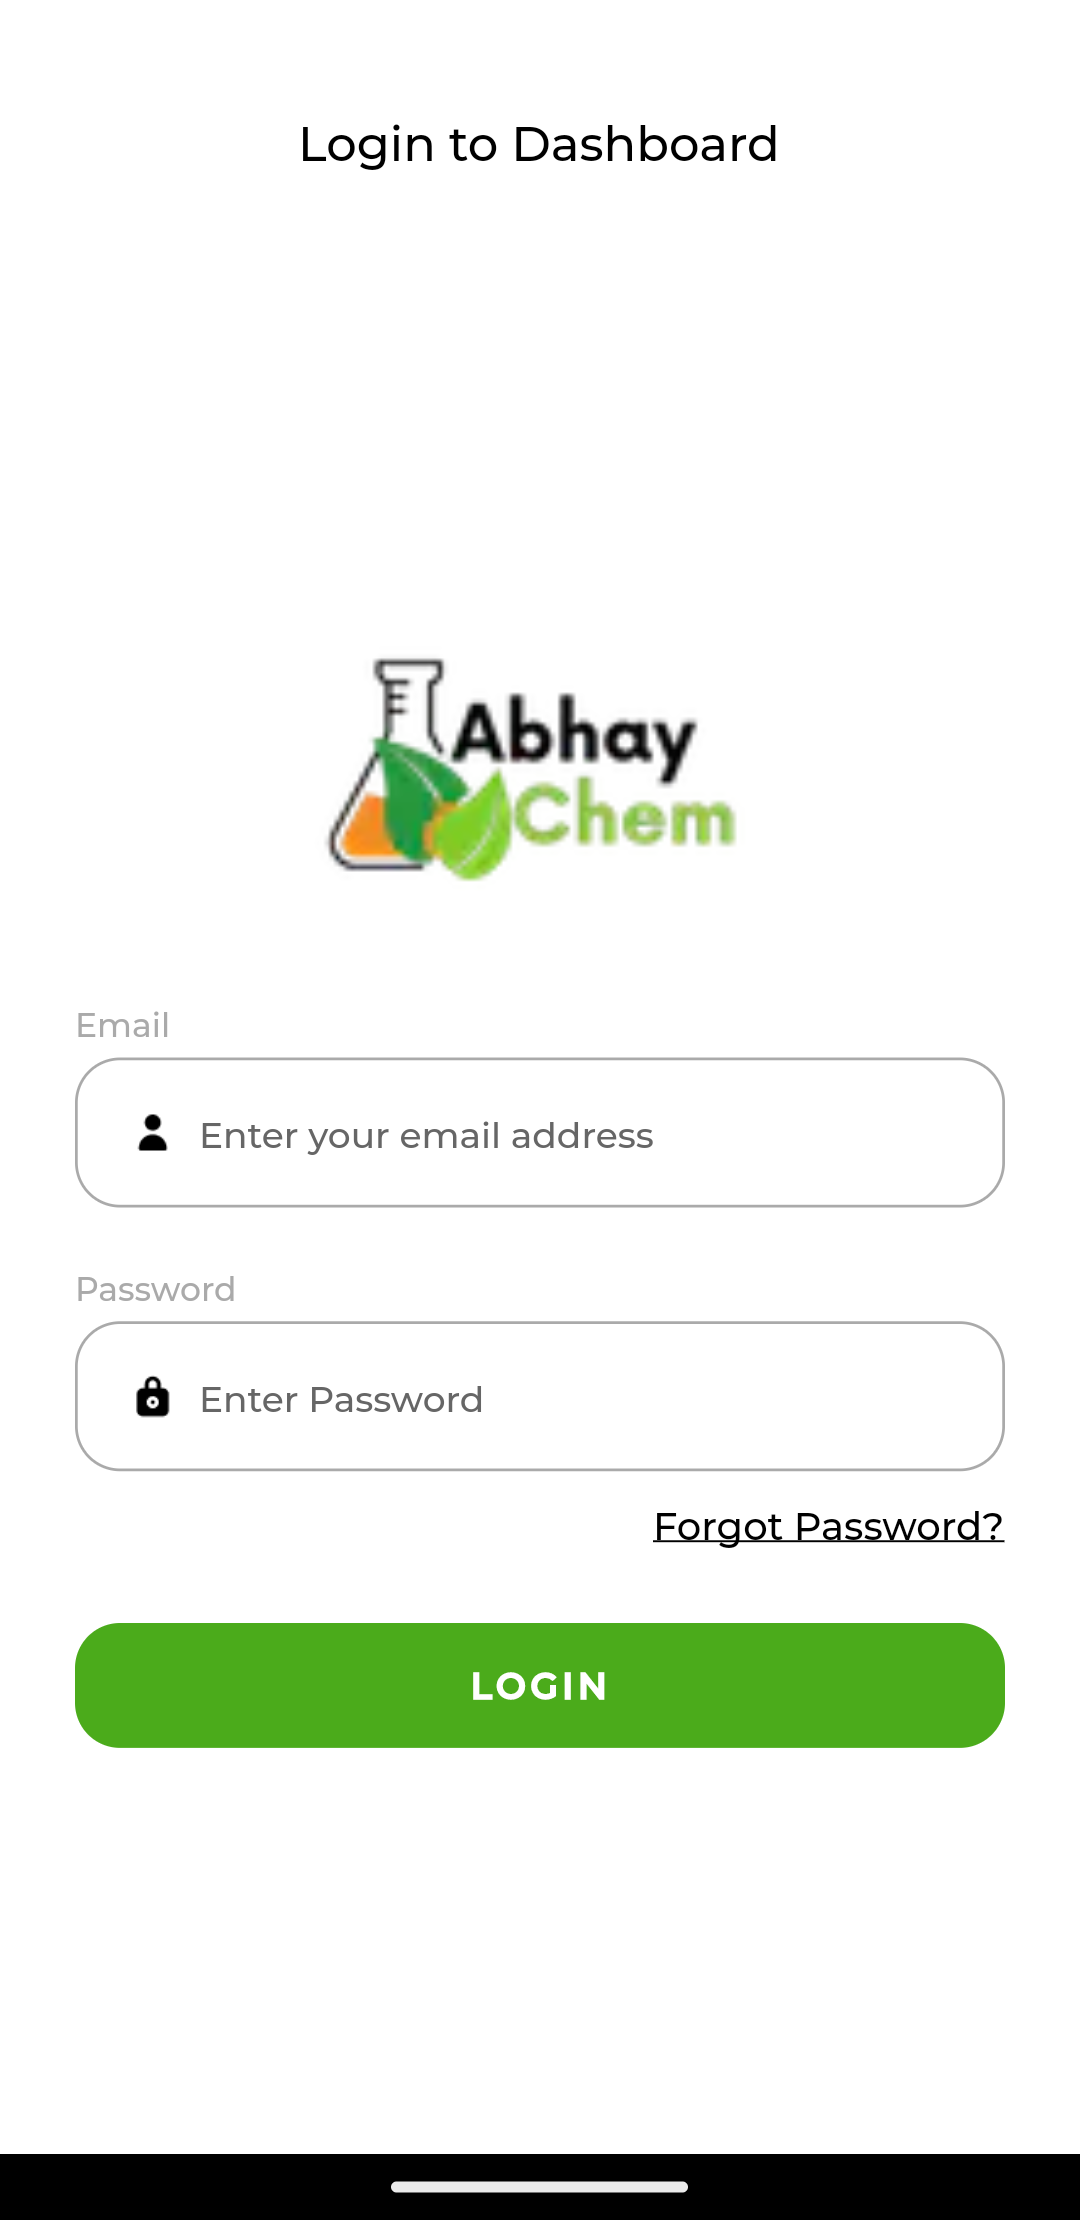 Login to Dashboard
Abhay
Chem
Email
Enter your email address
Password
Enter Password
Forgot Password?
LOGIN